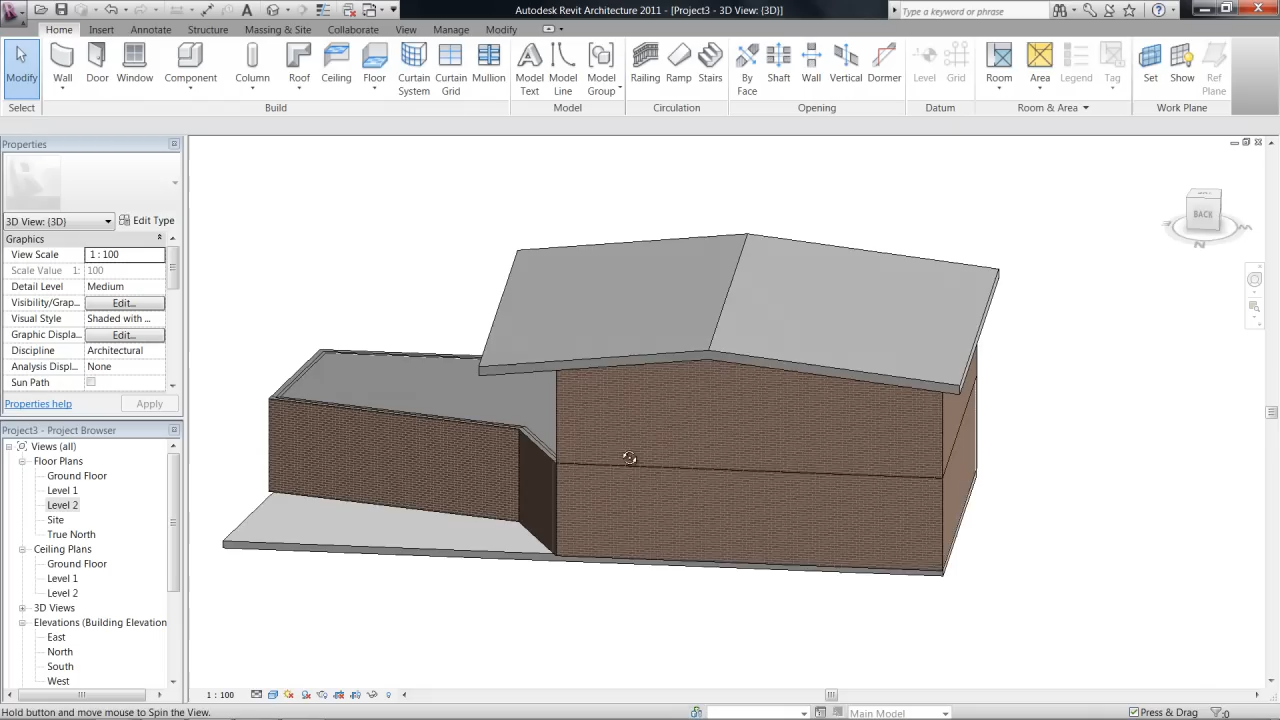 Autodesk Revit Architecture 2011 - [Project3 - 3D View: {3D}]
Type a keyword or phrase
Home Insert Annotate Structure Massing & Site Collaborate View Manage Modify
Modify Wall Door Window Component Column Roof Ceiling Floor Curtain System Curtain Grid Mullion Model Text Model Line Model Group Railing Ramp Stairs By Face Shaft Wall Vertical Dormer Level Grid Room Area Legend Tag Set Show Ref Plane
Select Build Model Circulation Opening Datum Room & Area Work Plane
Properties
3D View: {3D} Edit Type
Graphics
View Scale 1 : 100
Scale Value 1: 100
Detail Level Medium
Visibility/Grap... Edit...
Visual Style Shaded with ...
Graphic Displa... Edit...
Discipline Architectural
Analysis Displ... None
Sun Path
Properties help Apply
Project3 - Project Browser
Views (all)
Floor Plans
Ground Floor
Level 1
Level 2
Site
True North
Ceiling Plans
Ground Floor
Level 1
Level 2
3D Views
Elevations (Building Elevation
East
North
South
West
BACK
N
1 : 100
Hold button and move mouse to Spin the View.
Main Model
Press & Drag
:0